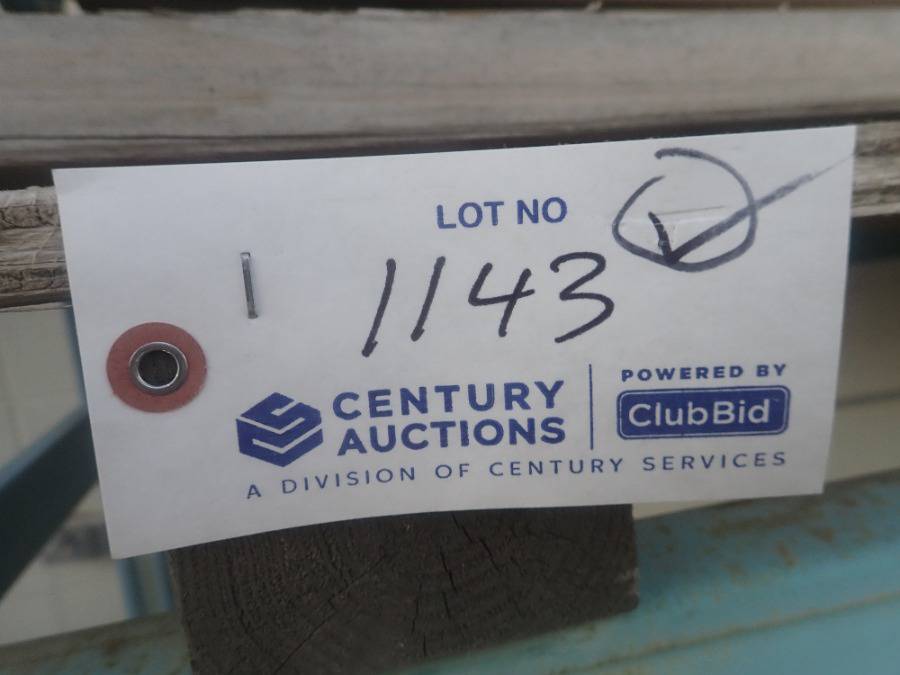 LOT NO
1143
CENTURY AUCTIONS
POWERED BY
ClubBid
A DIVISION OF CENTURY SERVICES